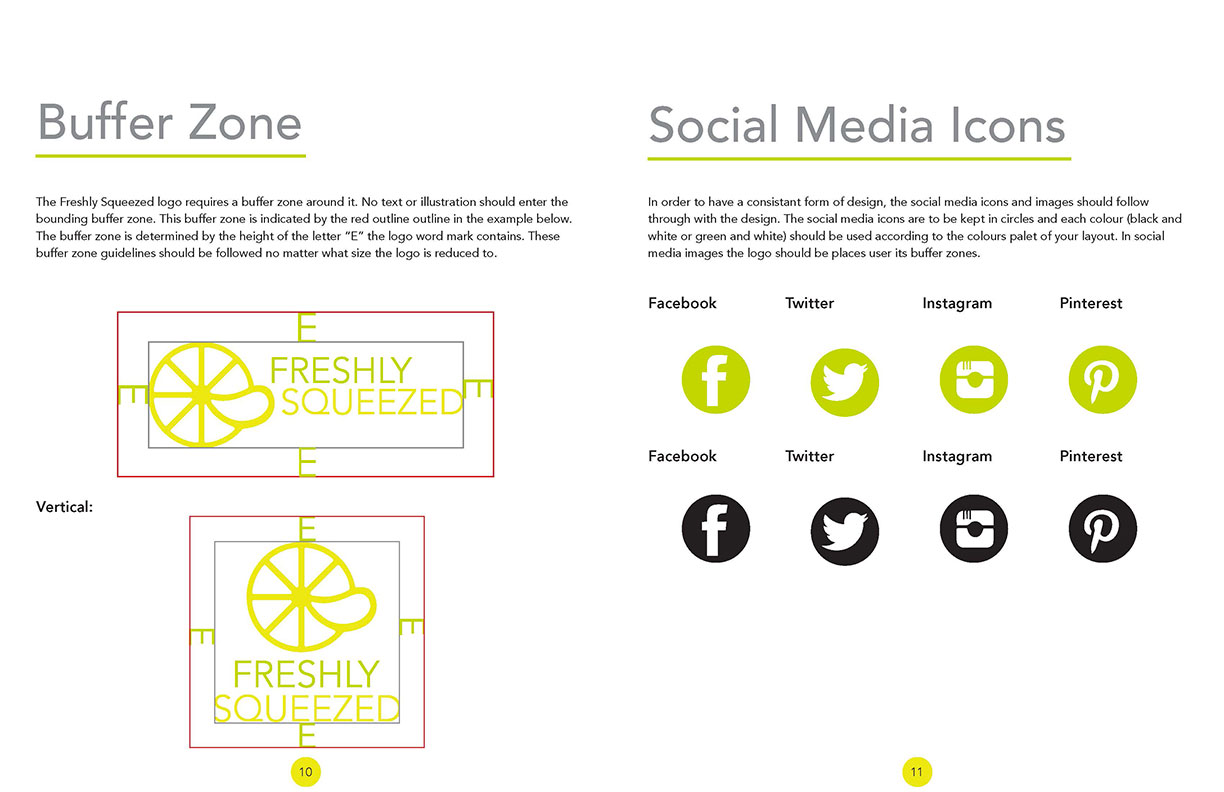 Buffer Zone
The Freshly Squeezed logo requires a buffer zone around it. No text or illustration should enter the
bounding buffer zone. This buffer zone is indicated by the red outline outline in the example below.
The buffer zone is determined by the height of the letter “E” the logo word mark contains. These
buffer zone guidelines should be followed no matter what size the logo is reduced to.
E
FRESHLY
E
E
SQUEEZED
E
Vertical:
E
E
E
FRESHLY
SQUEEZED
E
10
Social Media Icons
In order to have a consistant form of design, the social media icons and images should follow
through with the design. The social media icons are to be kept in circles and each colour (black and
white or green and white) should be used according to the colours palet of your layout. In social
media images the logo should be places user its buffer zones.
Facebook Twitter Instagram Pinterest
Facebook Twitter Instagram Pinterest
11